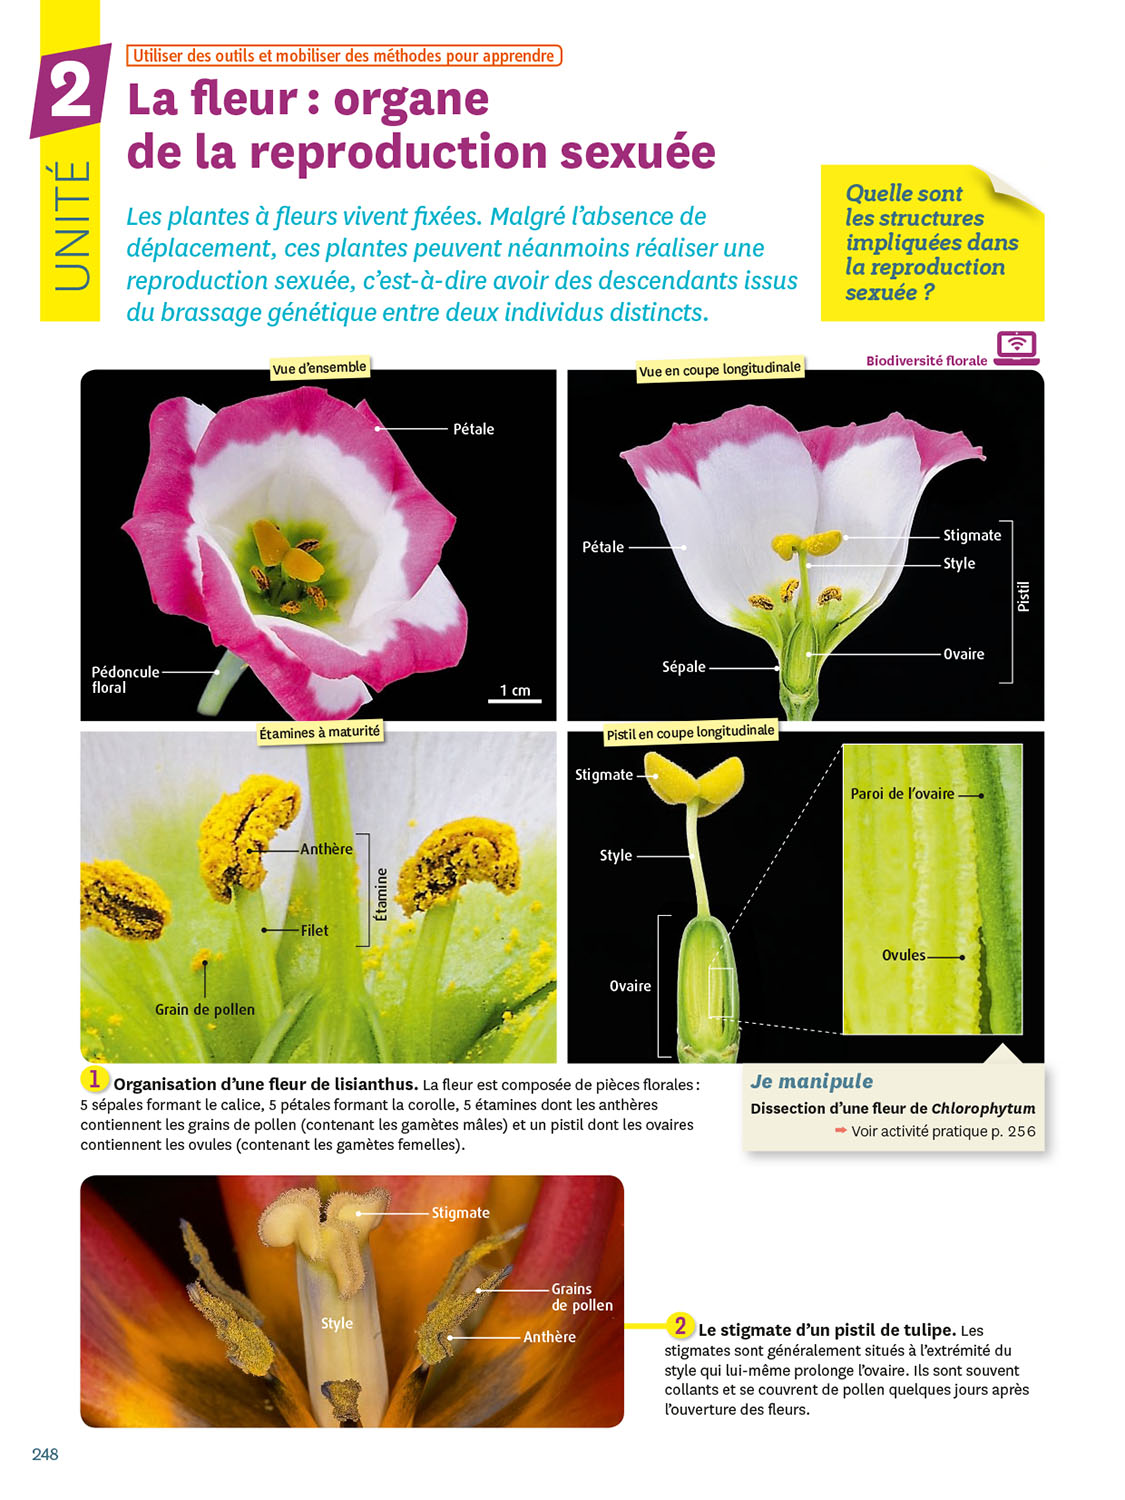 Utiliser des outils et mobiliser des méthodes pour apprendre
2
UNITÉ
La fleur : organe
de la reproduction sexuée
Les plantes à fleurs vivent fixées. Malgré l’absence de
déplacement, ces plantes peuvent néanmoins réaliser une
reproduction sexuée, c’est-à-dire avoir des descendants issus
du brassage génétique entre deux individus distincts.
Quelle sont
les structures
impliquées dans
la reproduction
sexuée ?
Biodiversité florale
Vue d’ensemble
Pétale
Pédoncule
floral
1 cm
Vue en coupe longitudinale
Pétale
Sépale
Stigmate
Style
Ovaire
Pistil
Étamines à maturité
Anthère
Filet
Étamine
Grain de pollen
Pistil en coupe longitudinale
Stigmate
Style
Ovaire
Paroi de l’ovaire
Ovules
1 Organisation d’une fleur de lisianthus. La fleur est composée de pièces florales :
5 sépales formant le calice, 5 pétales formant la corolle, 5 étamines dont les anthères
contiennent les grains de pollen (contenant les gamètes mâles) et un pistil dont les ovaires
contiennent les ovules (contenant les gamètes femelles).
Je manipule
Dissection d’une fleur de Chlorophytum
➡ Voir activité pratique p. 256
Stigmate
Style
Grains
de pollen
Anthère
2 Le stigmate d’un pistil de tulipe. Les
stigmates sont généralement situés à l’extrémité du
style qui lui-même prolonge l’ovaire. Ils sont souvent
collants et se couvrent de pollen quelques jours après
l’ouverture des fleurs.
248